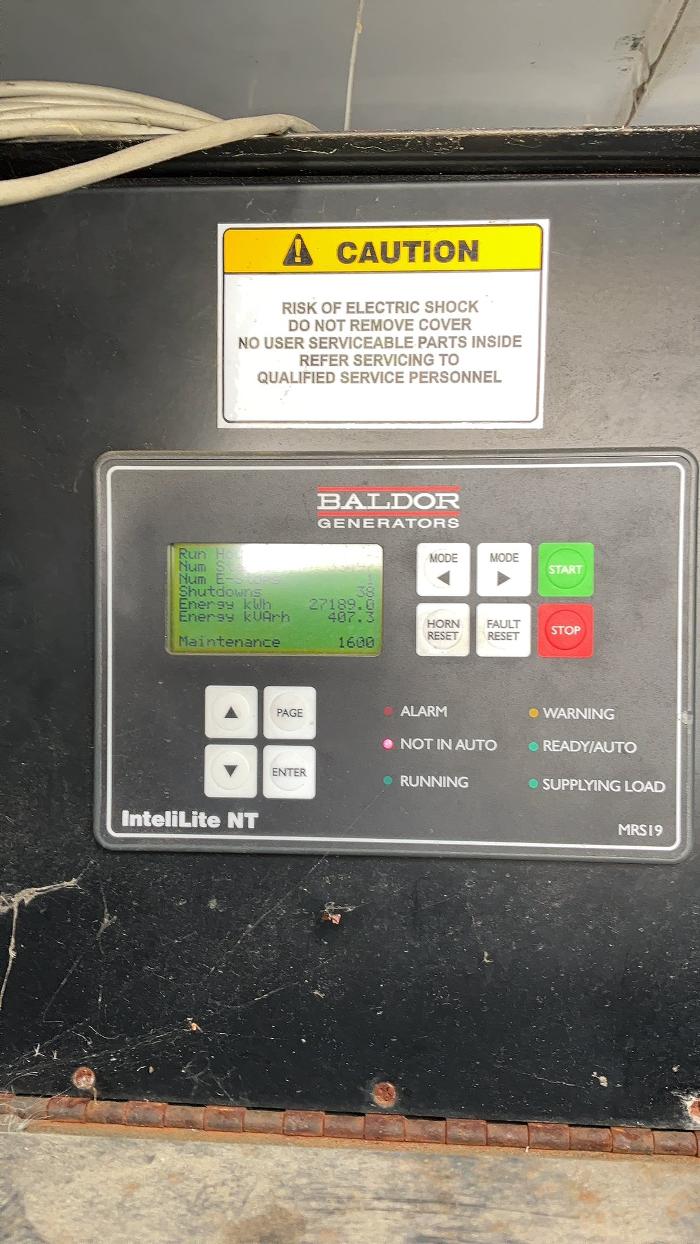 CAUTION
RISK OF ELECTRIC SHOCK
DO NOT REMOVE COVER
NO USER SERVICEABLE PARTS INSIDE
REFER SERVICING TO
QUALIFIED SERVICE PERSONNEL
BALDOR
GENERATORS
Run
Num
Num 1
Shutdowns 38
Energy kWh 27189.0
Energy kVArh 407.3
Maintenance 1600
MODE
MODE
START
HORN
RESET
FAULT
RESET
STOP
PAGE
ENTER
ALARM
WARNING
NOT IN AUTO
READY/AUTO
RUNNING
SUPPLYING LOAD
InteliLite NT
MRS19